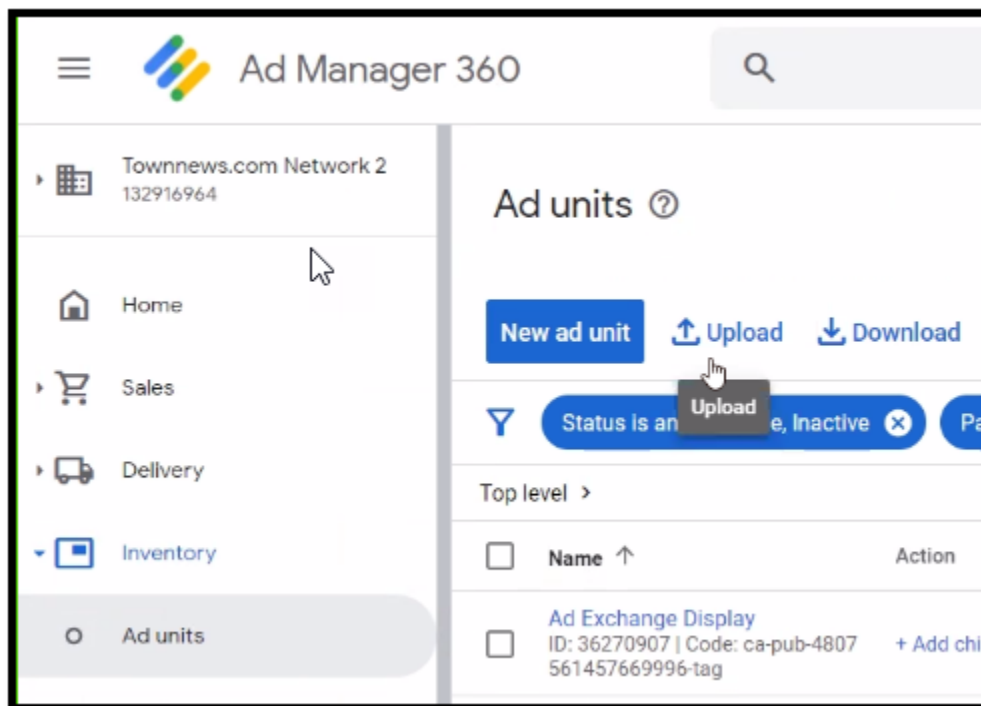 Ad Manager 360
Townnews.com Network 2
132916964
Home
Sales
Delivery
Inventory
Ad units
Ad units
New ad unit Upload Download
Upload
Status is an e, Inactive Pa
Top level
Name Action
Ad Exchange Display
ID: 36270907 | Code: ca-pub-4807
561457669996-tag
+ Add chi